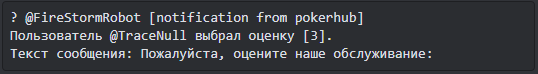 ? @FireStormRobot [notification from pokerhub]
Пользователь @TraceNull выбрал оценку [3].
Текст сообщения: Пожалуйста, оцените наше обслуживание: